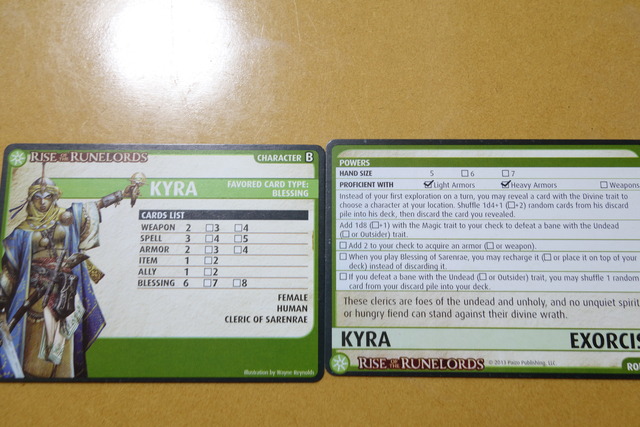 RISE OF THE RUNELORDS
CHARACTER B
KYRA
FAVORED CARD TYPE:
BLESSING
CARDS LIST
WEAPON 2 □3 □4
SPELL 3 □4 □5
ARMOR 2 □3 □4
ITEM 1 □2
ALLY 1 □2
BLESSING 6 □7 □8
FEMALE
HUMAN
CLERIC OF SARENRAE
Illustration by Wayne Reynolds
POWERS
HAND SIZE 5 □6 □7
PROFICIENT WITH ☑Light Armors ☑Heavy Armors □Weapons
Instead of your first exploration on a turn, you may reveal a card with the Divine trait to
choose a character at your location. Shuffle 1d4+1 (□+2) random cards from his discard
pile into his deck, then discard the card you revealed.
Add 1d8 (□+1) with the Magic trait to your check to defeat a bane with the Undead
(□ or Outsider) trait.
□ Add 2 to your check to acquire an armor (□ or weapon).
□ When you play Blessing of Sarenrae, you may recharge it (□ or place it on top of your
deck) instead of discarding it.
□ If you defeat a bane with the Undead (□ or Outsider) trait, you may shuffle 1 random
card from your discard pile into your deck.
These clerics are foes of the undead and unholy, and no unquiet spirit
or hungry fiend can stand against their divine wrath.
KYRA EXORCIS
RISE OF THE RUNELORDS © 2013 Paizo Publishing, LLC RO